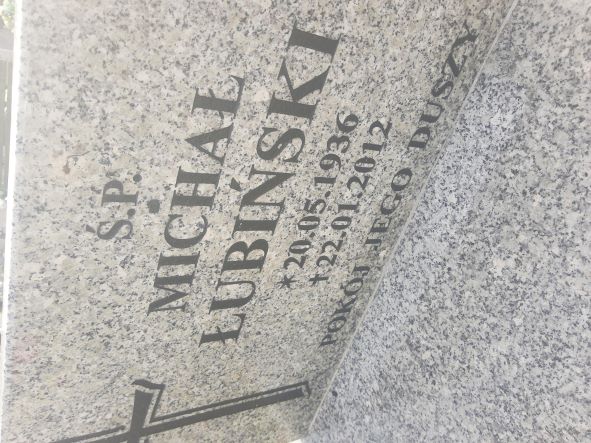 Ś.P.
MICHAŁ
ŁUBIŃSKI
*20.05.1936
†22.01.2012
POKÓJ JEGO DUSZY